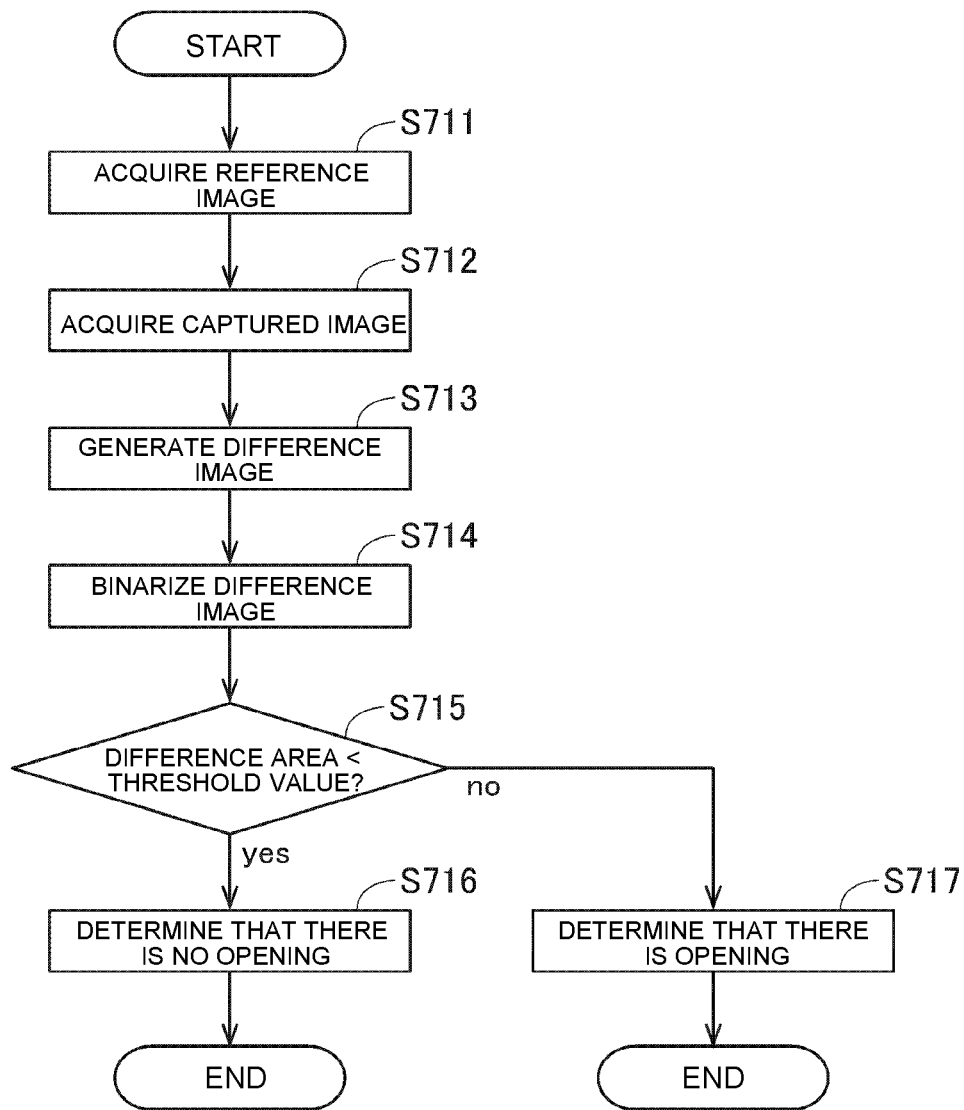 START
S711
ACQUIRE REFERENCE
IMAGE
S712
ACQUIRE CAPTURED IMAGE
S713
GENERATE DIFFERENCE
IMAGE
S714
BINARIZE DIFFERENCE
IMAGE
S715
DIFFERENCE AREA <
THRESHOLD VALUE?
no
yes
S716
DETERMINE THAT THERE
IS NO OPENING
S717
DETERMINE THAT THERE
IS OPENING
END
END